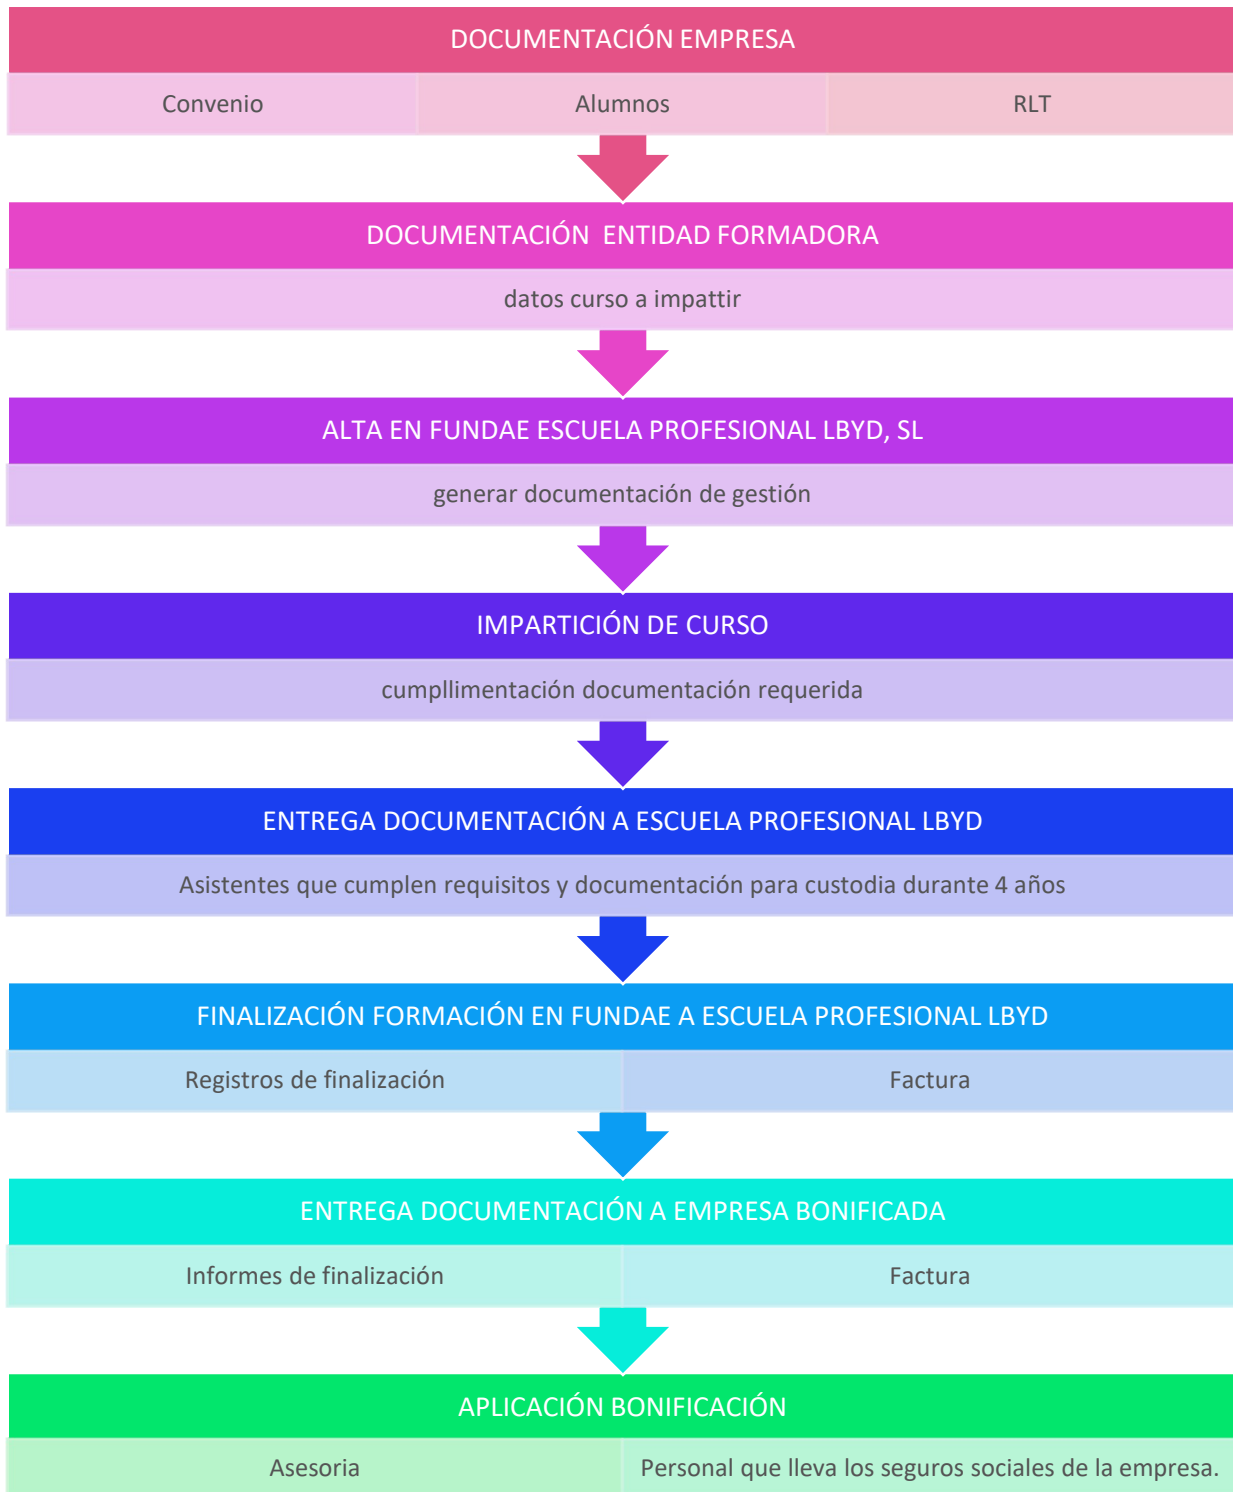 DOCUMENTACIÓN EMPRESA
Convenio
Alumnos
RLT
DOCUMENTACIÓN ENTIDAD FORMADORA
datos curso a impattir
ALTA EN FUNDAE ESCUELA PROFESIONAL LBYD, SL
generar documentación de gestión
IMPARTICIÓN DE CURSO
cumpllimentación documentación requerida
ENTREGA DOCUMENTACIÓN A ESCUELA PROFESIONAL LBYD
Asistentes que cumplen requisitos y documentación para custodia durante 4 años
FINALIZACIÓN FORMACIÓN EN FUNDAE A ESCUELA PROFESIONAL LBYD
Registros de finalización
Factura
ENTREGA DOCUMENTACIÓN A EMPRESA BONIFICADA
Informes de finalización
Factura
APLICACIÓN BONIFICACIÓN
Asesoria
Personal que lleva los seguros sociales de la empresa.